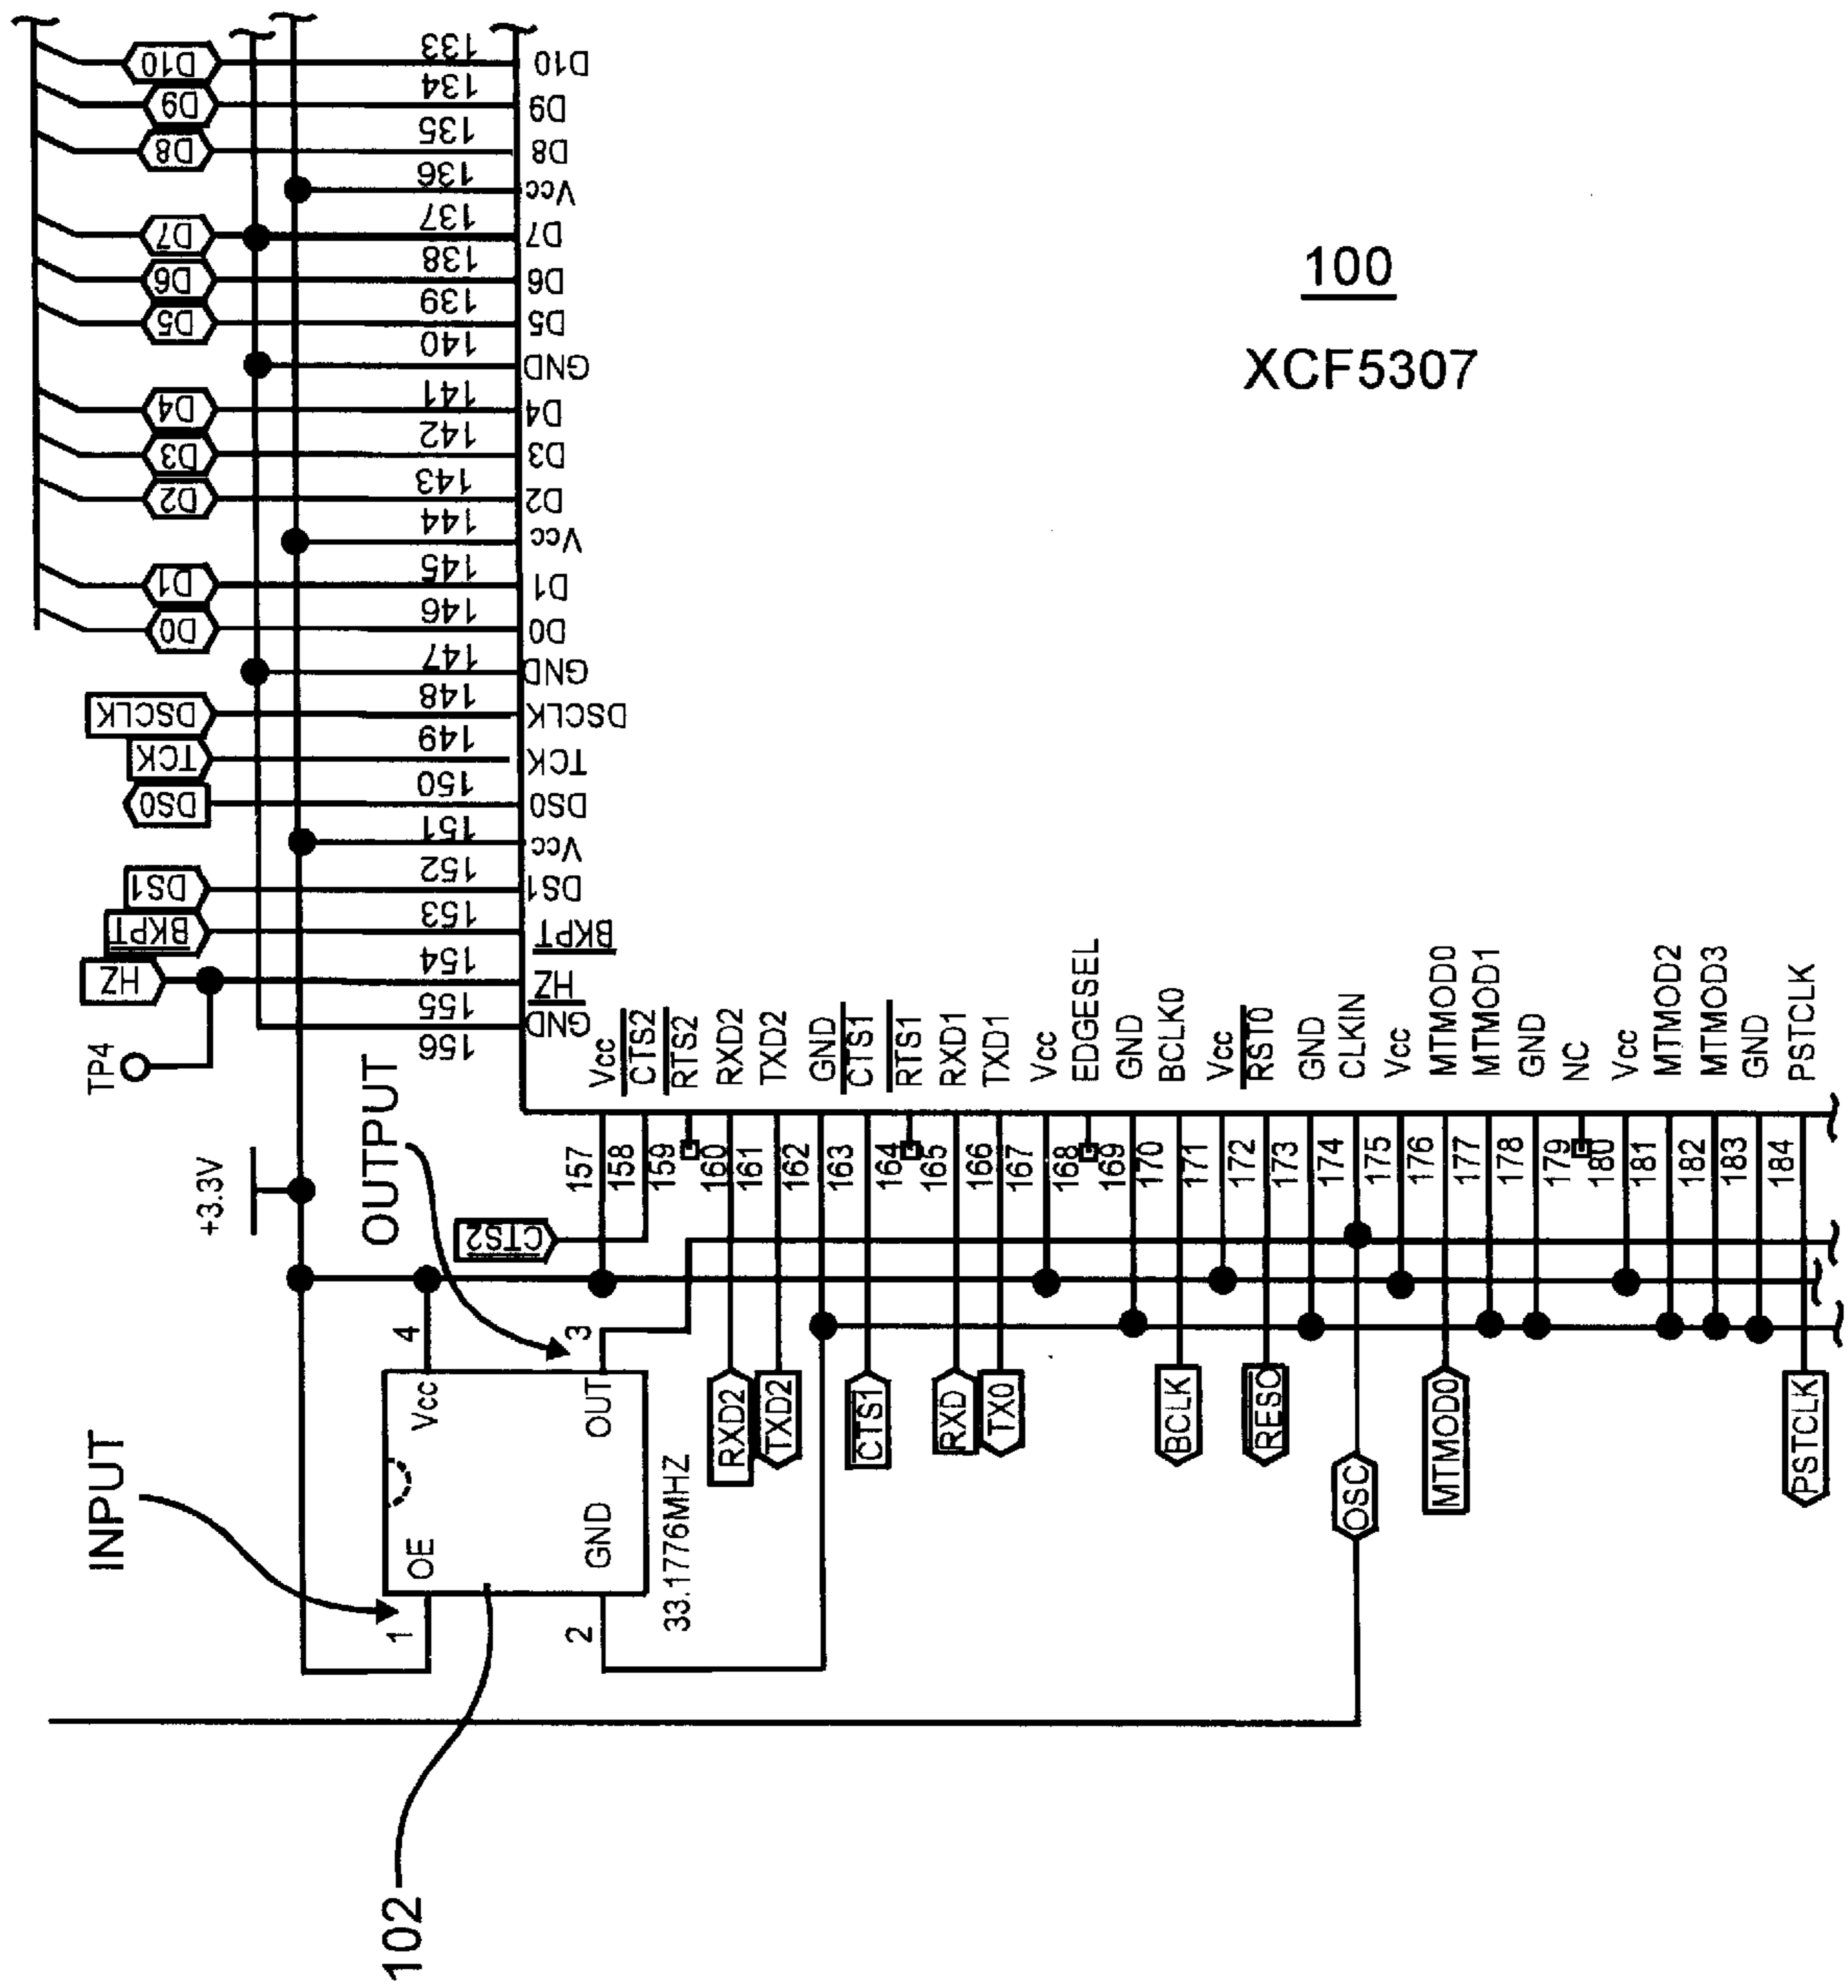 100
XCF5307
D10
D9
D8
D7
D6
D5
D4
D3
D2
D1
D0
DSCLK
TCK
DS0
DS1
BKPT
HZ
TP4
133
134
135
136
137
138
139
140
141
142
143
144
145
146
147
148
149
150
151
152
153
154
155
156
D10
D9
D8
Vcc
D7
D6
D5
GND
D4
D3
D2
Vcc
D1
D0
GND
DSCLK
TCK
DS0
Vcc
DS1
BKPT
HZ
GND
Vcc
CTS2
RTS2
RXD2
TXD2
GND
CTS1
RTS1
RXD1
TXD1
Vcc
EDGESEL
GND
BCLK0
Vcc
RST0
GND
CLKIN
Vcc
MTMOD0
MTMOD1
GND
NC
Vcc
MTMOD2
MTMOD3
GND
PSTCLK
157
158
159
160
161
162
163
164
165
166
167
168
169
170
171
172
173
174
175
176
177
178
179
180
181
182
183
184
+3.3V
OUTPUT
CTS2
INPUT
1
OE
Vcc
4
2
GND
OUT
3
33.1776MHZ
102
RXD2
TXD2
CTS1
RXD
TX0
BCLK
RESO
OSC
MTMOD0
PSTCLK